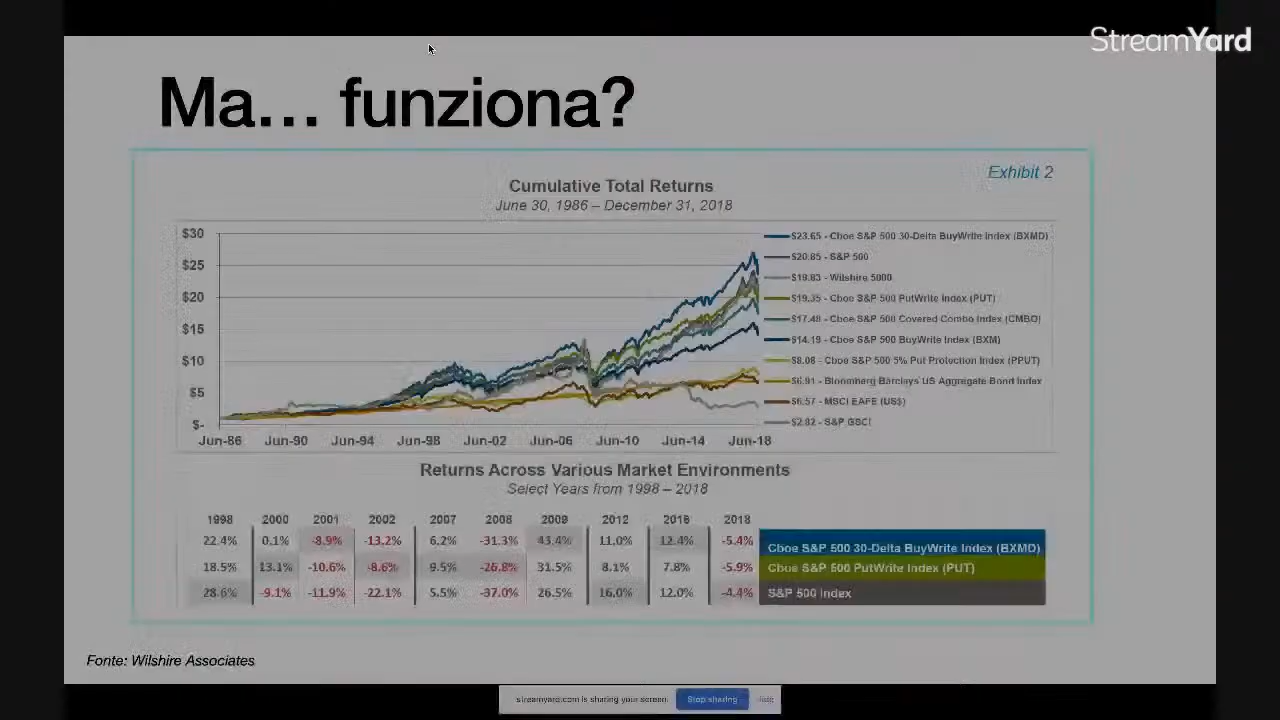 StreamYard
Ma... funziona?
Exhibit 2
Cumulative Total Returns
June 30, 1986 – December 31, 2018
$30
$25
$20
$15
$10
$5
$-
Jun-86 Jun-90 Jun-94 Jun-98 Jun-02 Jun-06 Jun-10 Jun-14 Jun-18
$23.65 - Cboe S&P 500 30-Delta BuyWrite Index (BXMD)
$20.85 - S&P 500
$19.83 - Wilshire 5000
$19.35 - Cboe S&P 500 PutWrite Index (PUT)
$17.48 - Cboe S&P 500 Covered Combo Index (CMBO)
$14.19 - Cboe S&P 500 BuyWrite Index (BXM)
$8.08 - Cboe S&P 500 5% Put Protection Index (PPUT)
$6.91 - Bloomberg Barclays US Aggregate Bond Index
$6.57 - MSCI EAFE (US$)
$2.82 - S&P GSCI
Returns Across Various Market Environments
Select Years from 1998 – 2018
1998 2000 2001 2002 2007 2008 2009 2012 2016 2018
22.4% 0.1% -8.9% -13.2% 6.2% -31.3% 43.4% 11.0% 12.4% -5.4% Cboe S&P 500 30-Delta BuyWrite Index (BXMD)
18.5% 13.1% -10.6% -8.6% 9.5% -26.8% 31.5% 8.1% 7.8% -5.9% Cboe S&P 500 PutWrite Index (PUT)
28.6% -9.1% -11.9% -22.1% 5.5% -37.0% 26.5% 16.0% 12.0% -4.4% S&P 500 Index
Fonte: Wilshire Associates
streamyard.com is sharing your screen. Stop sharing Hide